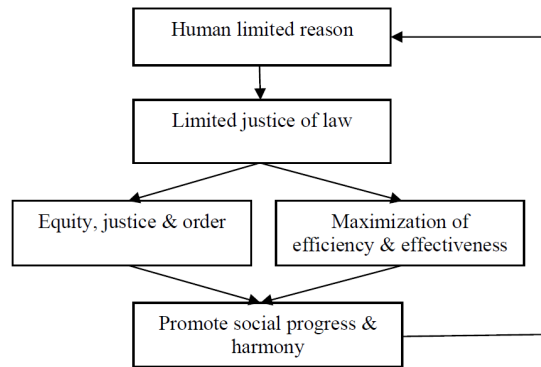 Human limited reason
Limited justice of law
Equity, justice & order
Maximization of
efficiency & effectiveness
Promote social progress &
harmony